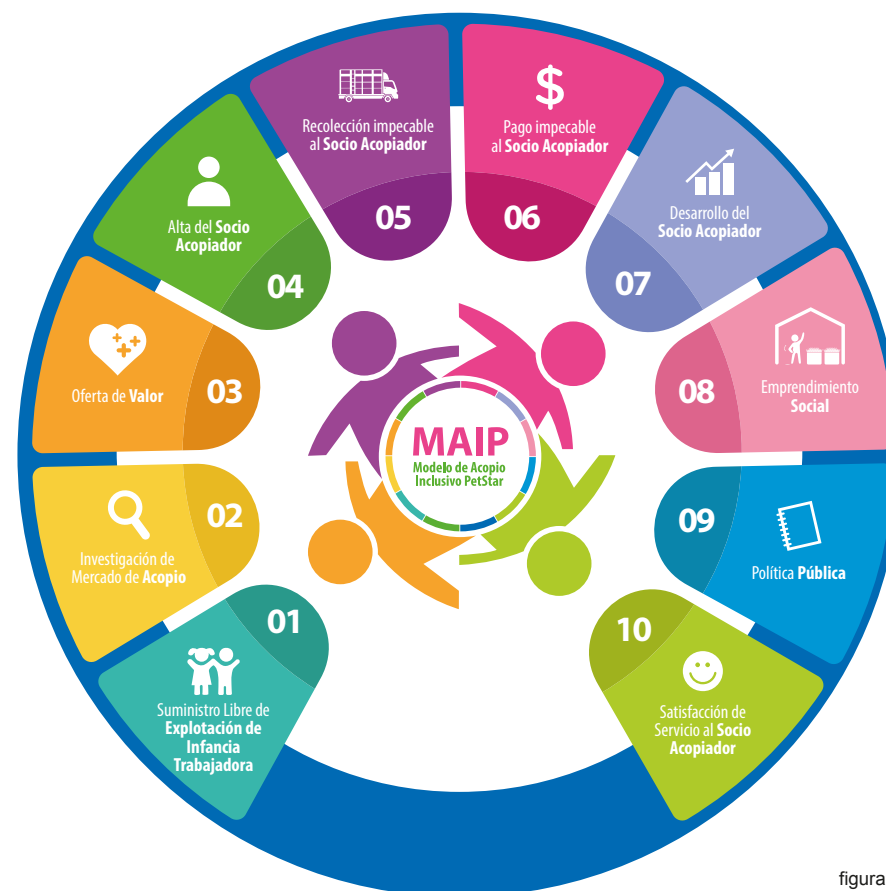 Recolección impecable
al Socio Acopiador
05
$
Pago impecable
al Socio Acopiador
06
Alta del Socio
Acopiador
04
Desarrollo del
Socio Acopiador
07
Oferta de Valor
03
Emprendimiento
Social
08
MAIP
Modelo de Acopio
Inclusivo PetStar
Investigación de
Mercado de Acopio
02
Política Pública
09
Suministro Libre de
Explotación de
Infancia
Trabajadora
01
Satisfacción de
Servicio al Socio
Acopiador
10
figura